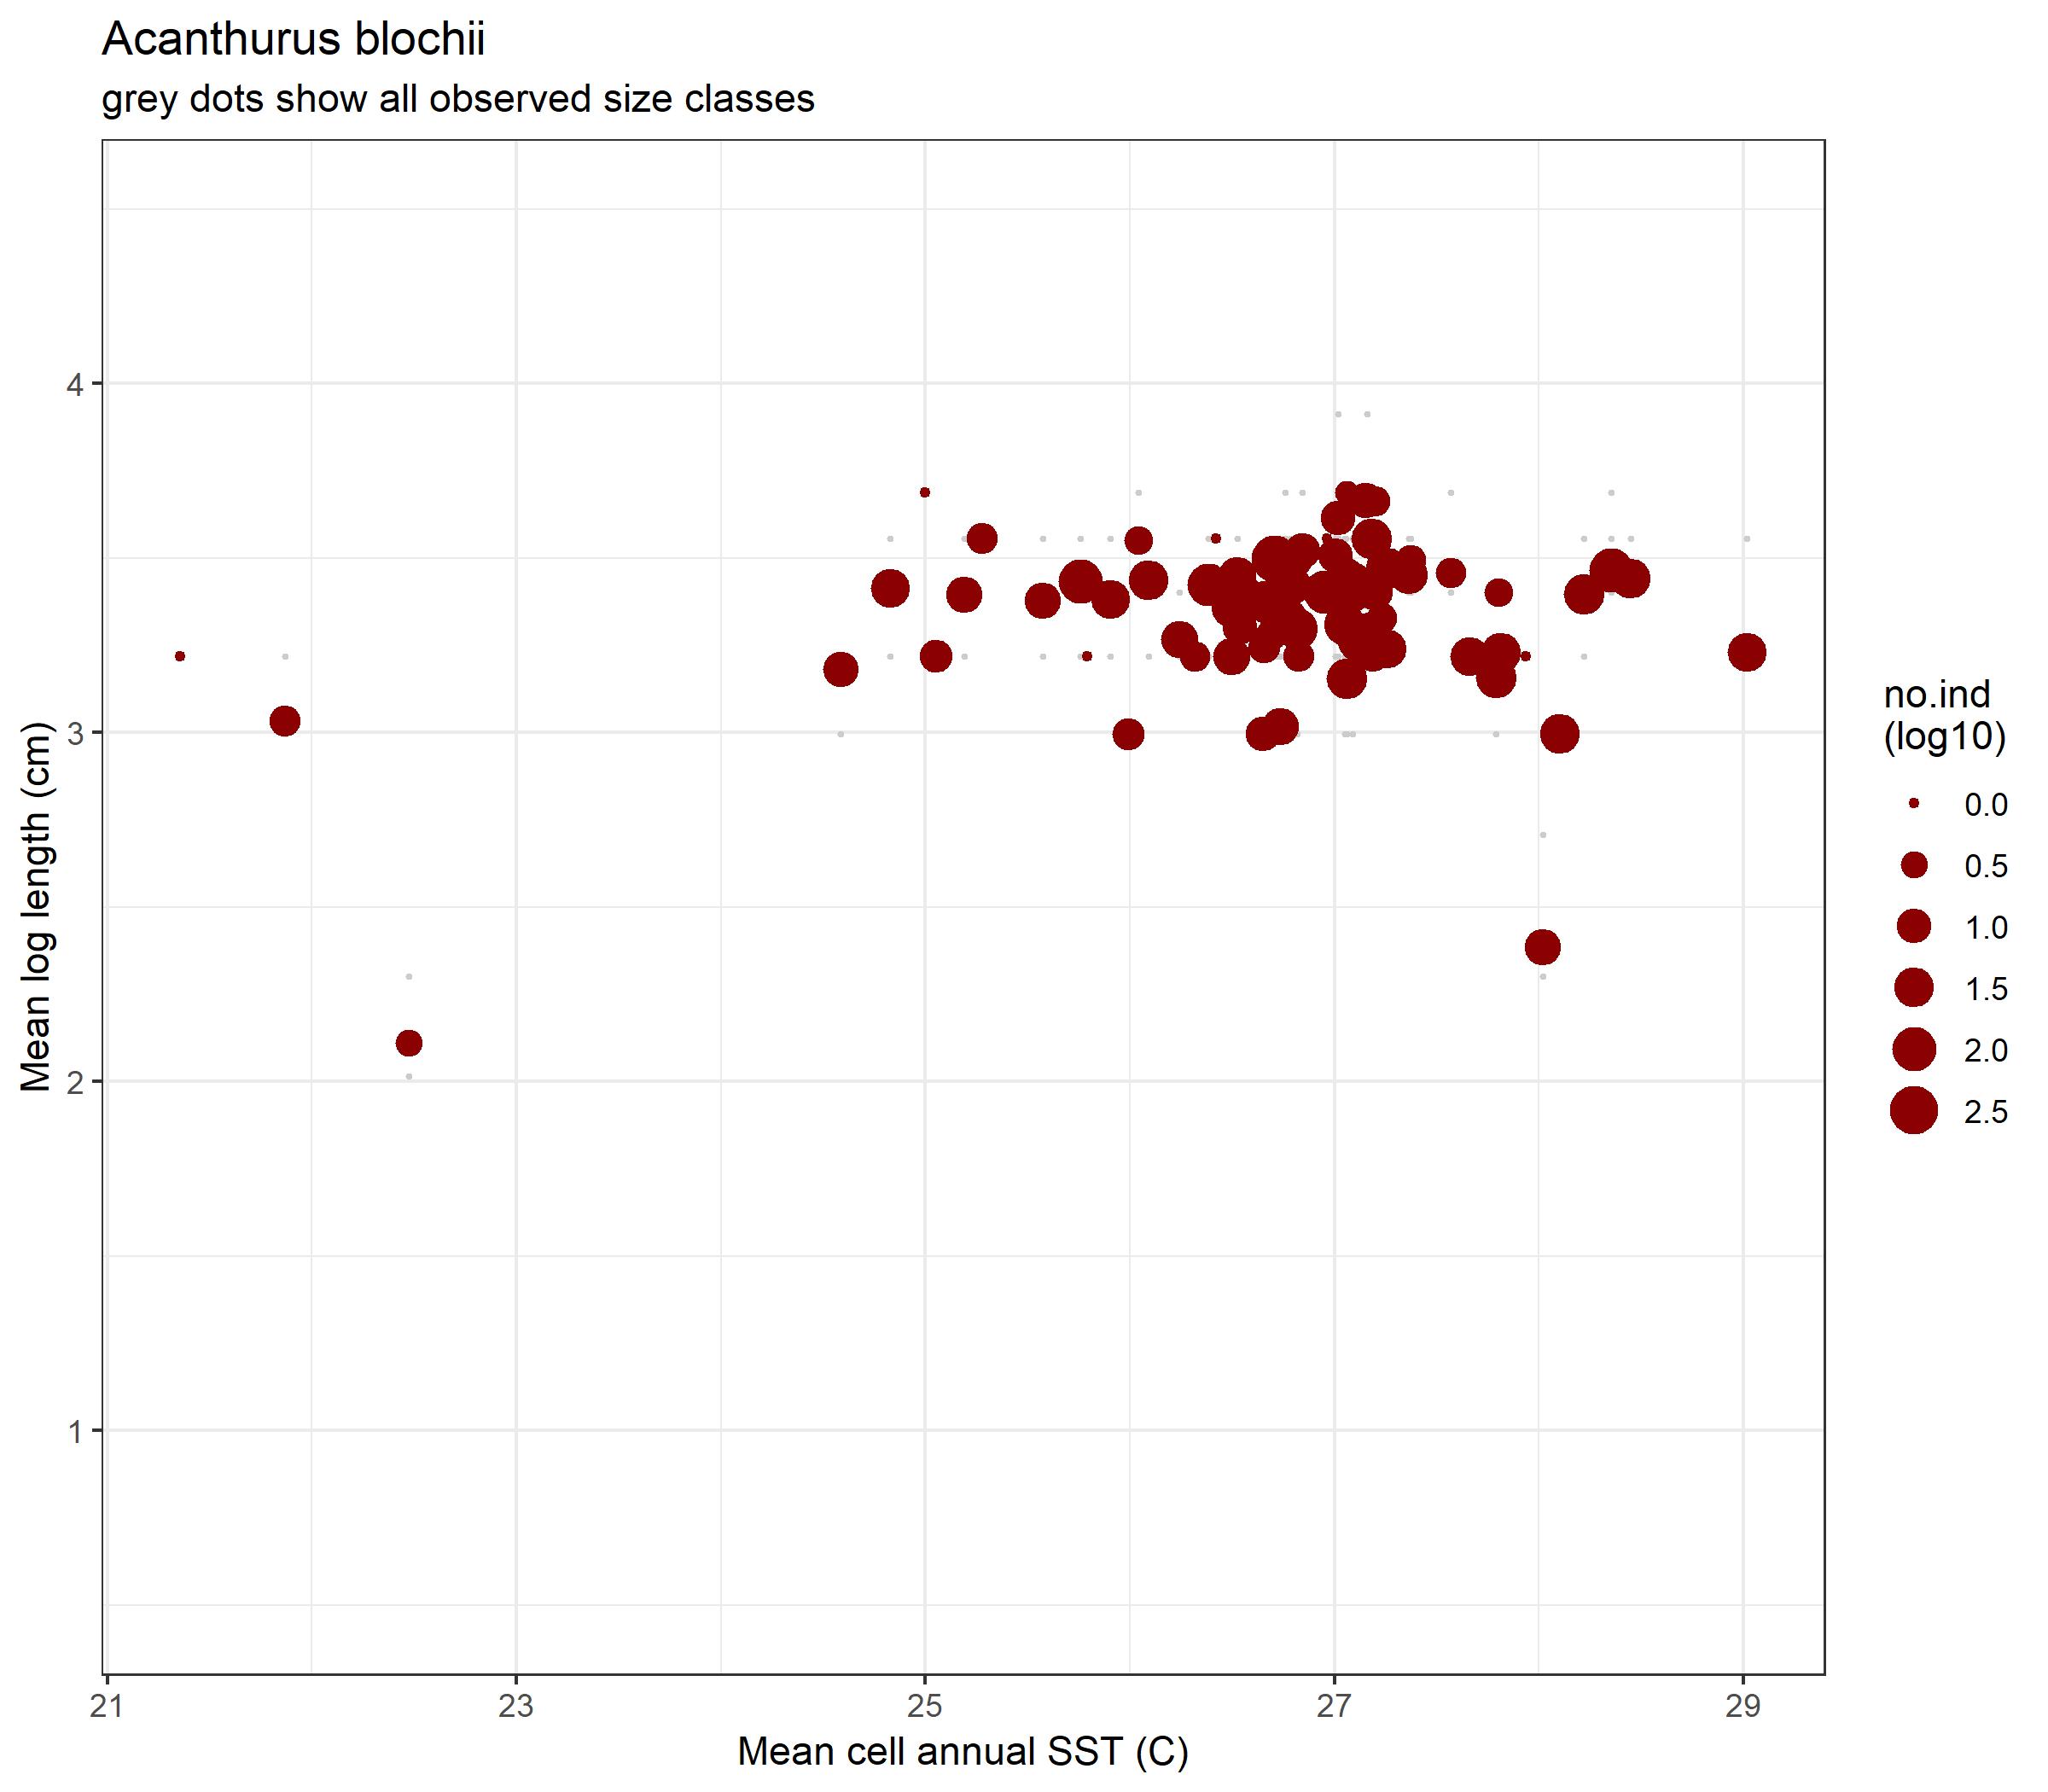 Acanthurus blochii
grey dots show all observed size classes
Mean log length (cm)
4
3
2
1
21
23
25
27
29
Mean cell annual SST (C)
no.ind
(log10)
0.0
0.5
1.0
1.5
2.0
2.5